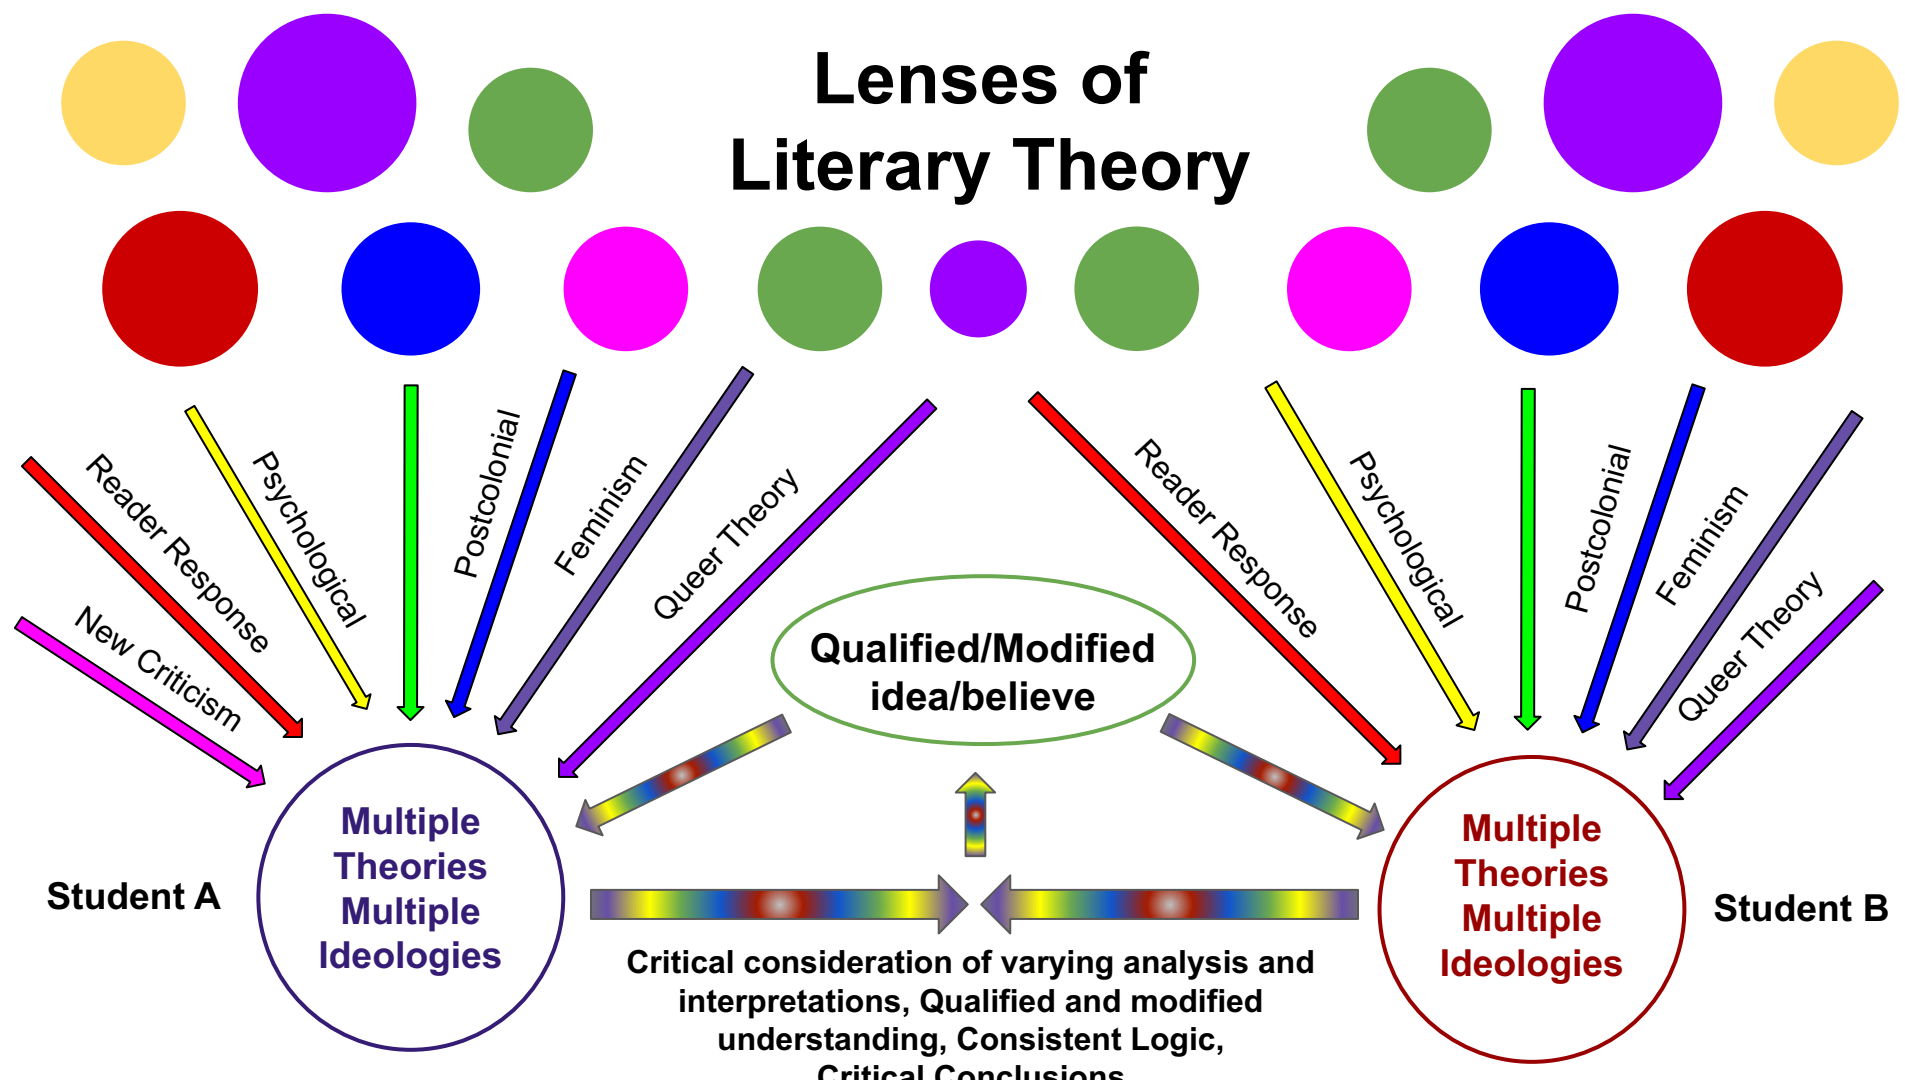 Lenses of
Literary Theory
Reader Response
Psychological
Postcolonial
Feminism
Queer Theory
New Criticism
Reader Response
Psychological
Postcolonial
Feminism
Queer Theory
Qualified/Modified
idea/believe
Student A
Multiple
Theories
Multiple
Ideologies
Multiple
Theories
Multiple
Ideologies
Student B
Critical consideration of varying analysis and
interpretations, Qualified and modified
understanding, Consistent Logic,
Critical Conclusions